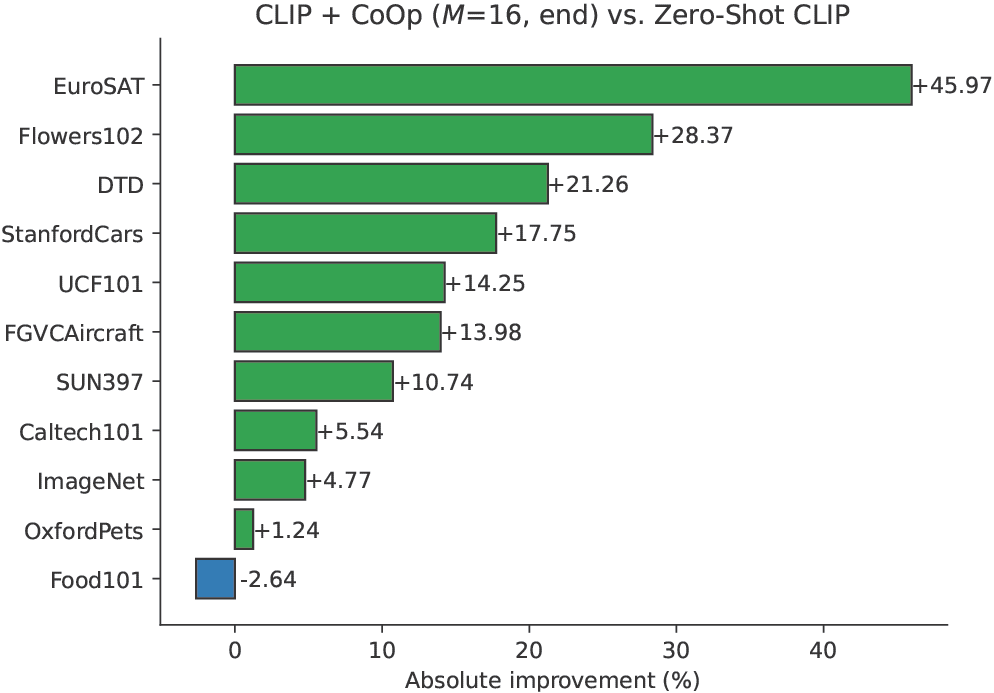 CLIP + CoOp (M=16, end) vs. Zero-Shot CLIP
EuroSAT +45.97
Flowers102 +28.37
DTD +21.26
StanfordCars +17.75
UCF101 +14.25
FGVCAircraft +13.98
SUN397 +10.74
Caltech101 +5.54
ImageNet +4.77
OxfordPets +1.24
Food101 -2.64
0 10 20 30 40
Absolute improvement (%)